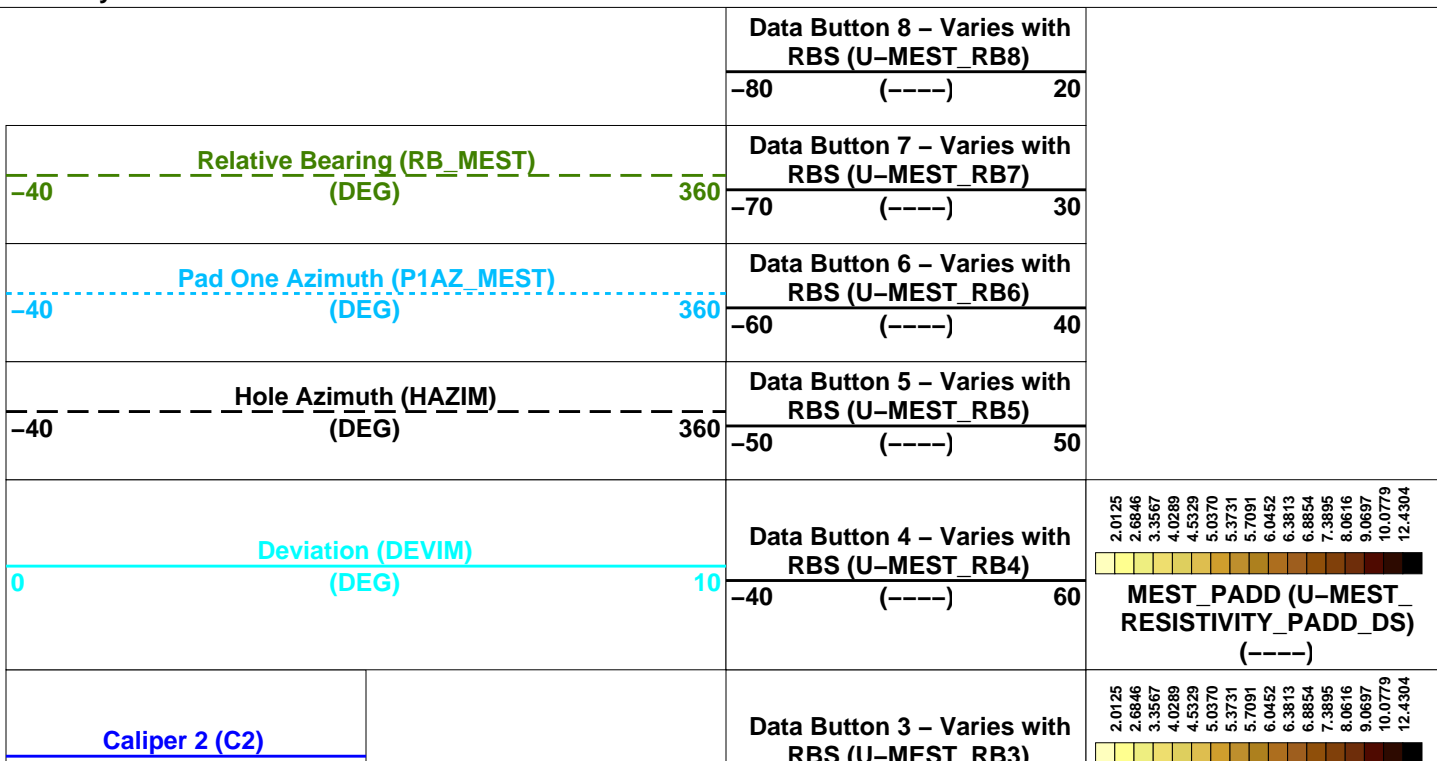 Data Button 8 – Varies with
RBS (U–MEST_RB8)
–80 (––––) 20
Relative Bearing (RB_MEST)
–40 (DEG) 360
Data Button 7 – Varies with
RBS (U–MEST_RB7)
–70 (––––) 30
Pad One Azimuth (P1AZ_MEST)
–40 (DEG) 360
Data Button 6 – Varies with
RBS (U–MEST_RB6)
–60 (––––) 40
Hole Azimuth (HAZIM)
–40 (DEG) 360
Data Button 5 – Varies with
RBS (U–MEST_RB5)
–50 (––––) 50
Deviation (DEVIM)
0 (DEG) 10
Data Button 4 – Varies with
RBS (U–MEST_RB4)
–40 (––––) 60
2.0125
2.6846
3.3567
4.0289
4.5329
5.0370
5.3731
5.7091
6.0452
6.3813
6.8854
7.3895
8.0616
9.0697
10.0779
12.4304
MEST_PADD (U–MEST_
RESISTIVITY_PADD_DS)
(––––)
Caliper 2 (C2)
Data Button 3 – Varies with
RBS (U–MEST_RB3)
2.0125
2.6846
3.3567
4.0289
4.5329
5.0370
5.3731
5.7091
6.0452
6.3813
6.8854
7.3895
8.0616
9.0697
10.0779
12.4304